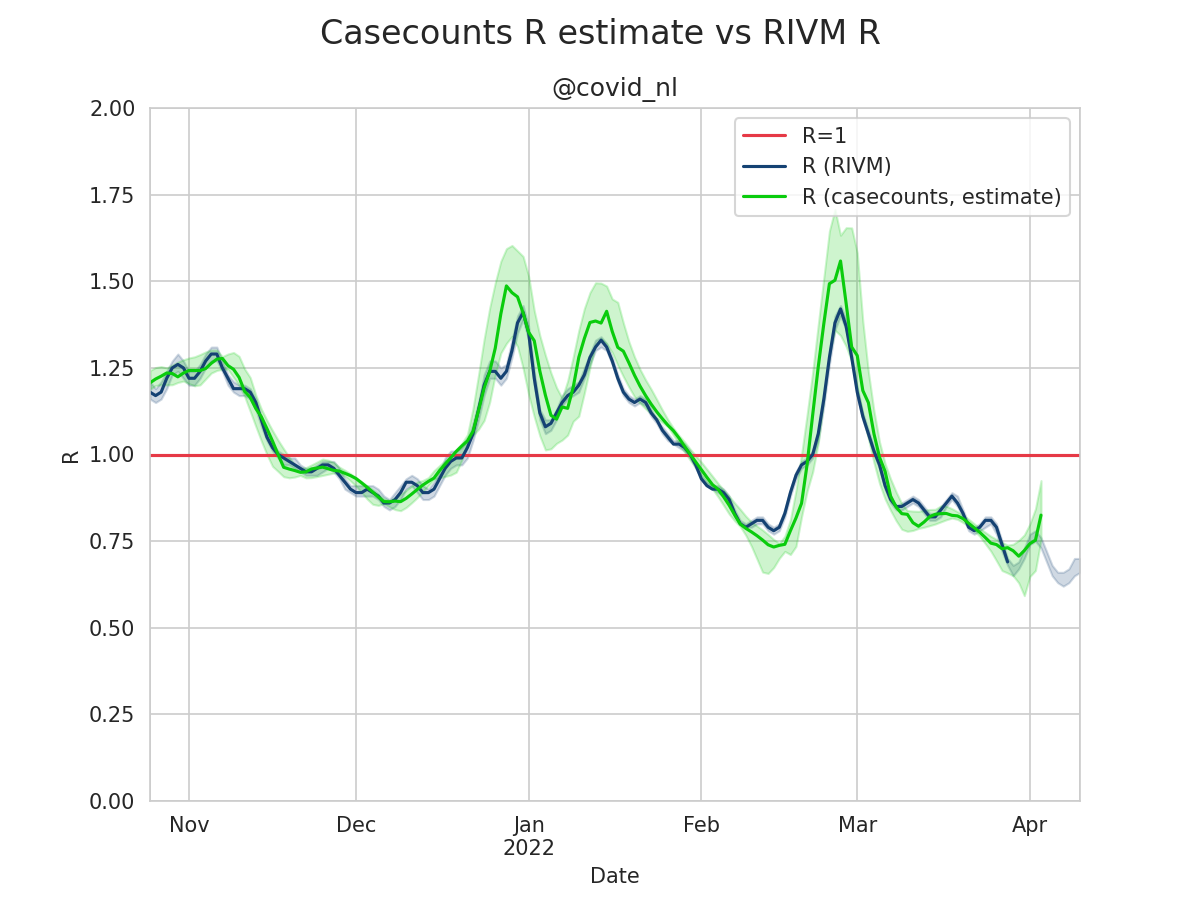 Casecounts R estimate vs RIVM R
@covid_nl
2.00
1.75
1.50
1.25
1.00
0.75
0.50
0.25
0.00
R
R=1
R (RIVM)
R (casecounts, estimate)
Nov
Dec
Jan
2022
Feb
Mar
Apr
Date